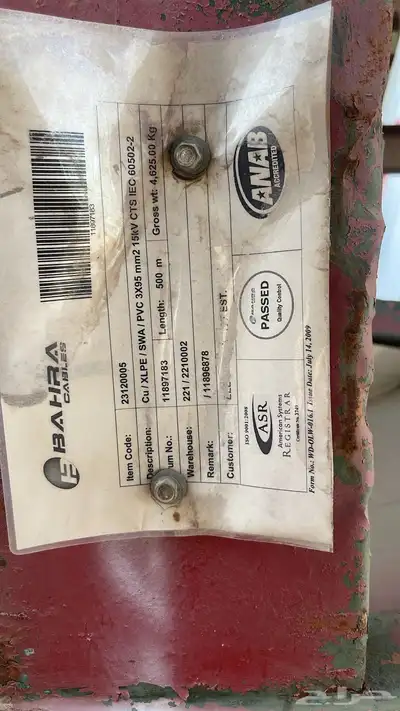 BAHRA
CABLES
11897183
Item Code: 23120005
Description: Cu / XLPE / SWA / PVC 3X95 mm2 15kV CTS IEC 60502-2
um No.: 11897183 Length: 500 m Gross wt: 4,625.00 Kg
Warehouse: 221 / 2210002
Remark: / 11896878
Customer: EST.
ISO 9001:2008
ASR
American Systems
REGISTRAR
PASSED
Quality Control
ANAB
ACCREDITED
Form No.: WD-OLW-016.1 Issue Date: July 14, 2009
حراج